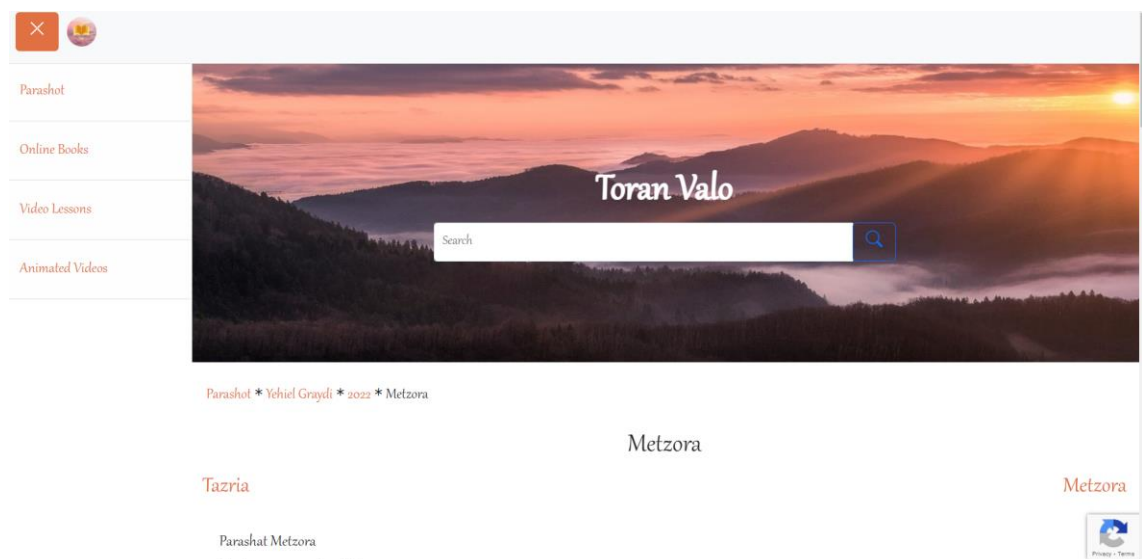 Parashot
Online Books
Video Lessons
Animated Videos
Toran Valo
Search
Parashot * Yehiel Graydi * 2022 * Metzora
Metzora
Tazria
Metzora
Parashat Metzora
Privacy - Terms